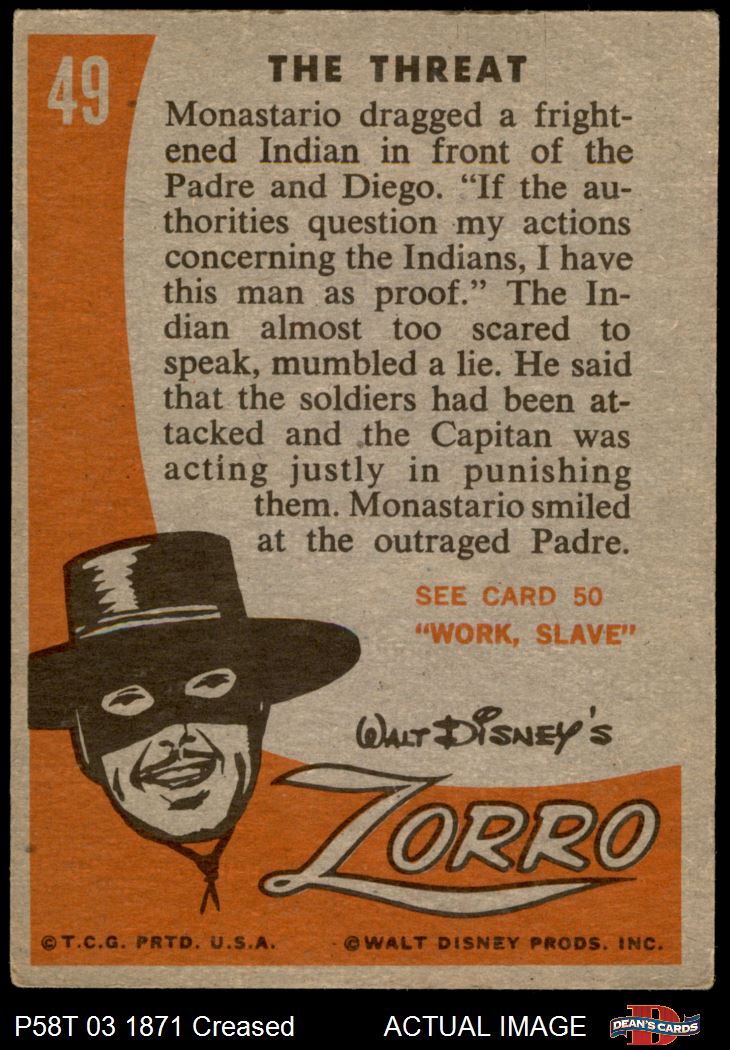 49
THE THREAT
Monastario dragged a fright-
ened Indian in front of the
Padre and Diego. “If the au-
thorities question my actions
concerning the Indians, I have
this man as proof.” The In-
dian almost too scared to
speak, mumbled a lie. He said
that the soldiers had been at-
tacked and the Capitan was
acting justly in punishing
them. Monastario smiled
at the outraged Padre.
SEE CARD 50
“WORK, SLAVE”
WALT DISNEY'S
ZORRO
©T.C.G. PRTD. U.S.A. ©WALT DISNEY PRODS. INC.
P58T 03 1871 Creased ACTUAL IMAGE DEAN'S CARDS